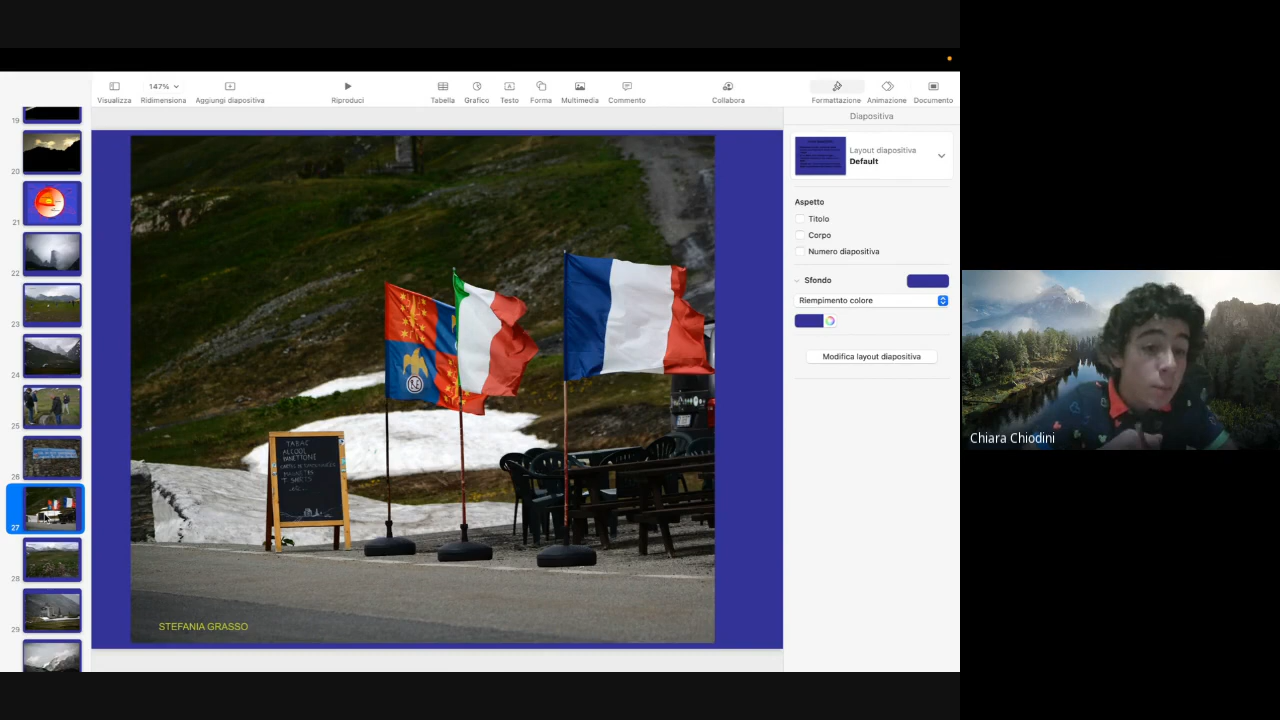 147%
Visualizza
Ridimensiona
Aggiungi diapositiva
Riproduci
Tabella
Grafico
Testo
Forma
Multimedia
Commento
Collabora
Formattazione
Animazione
Documento
Diapositiva
Layout diapositiva
Default
Aspetto
Titolo
Corpo
Numero diapositiva
Sfondo
Riempimento colore
Modifica layout diapositiva
19
20
21
22
23
24
25
26
27
28
29
TABAC
ALCOOL
PANETTONE
T. SHIRTS
STEFANIA GRASSO
Chiara Chiodini